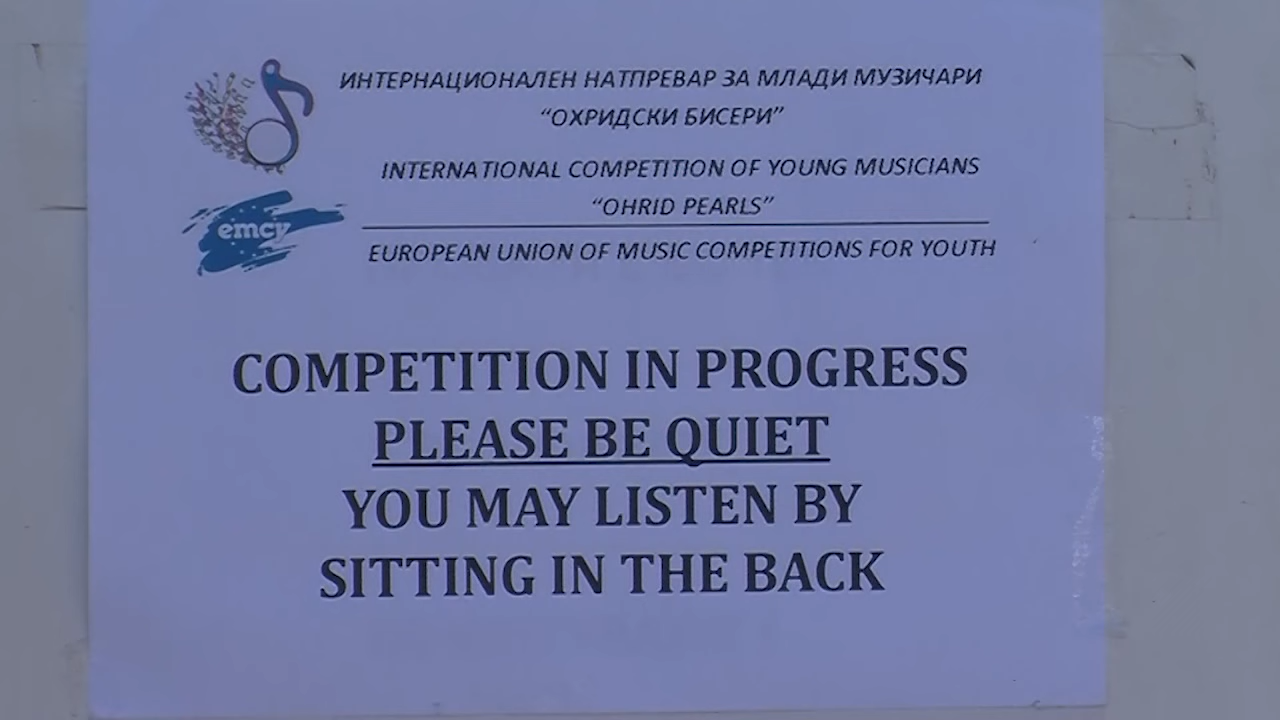 ИНТЕРНАЦИОНАЛЕН НАТПРЕВАР ЗА МЛАДИ МУЗИЧАРИ
“ОХРИДСКИ БИСЕРИ”
INTERNATIONAL COMPETITION OF YOUNG MUSICIANS
“OHRID PEARLS”
emcy
EUROPEAN UNION OF MUSIC COMPETITIONS FOR YOUTH
COMPETITION IN PROGRESS
PLEASE BE QUIET
YOU MAY LISTEN BY
SITTING IN THE BACK